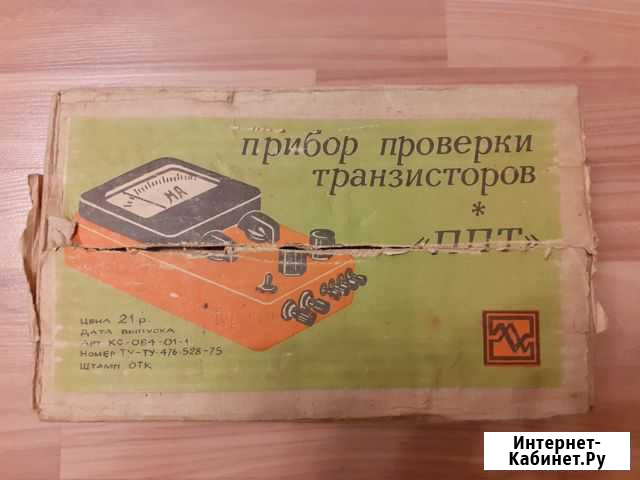 прибор проверки
транзисторов
*
«ППТ»
МА
ЦЕНА 21 р.
ДАТА ВЫПУСКА
АРТ КС-064-01-1
НОМЕР ТУ-ТУ-476-528-75
ШТАМП ОТК
Интернет-
Кабинет.Ру